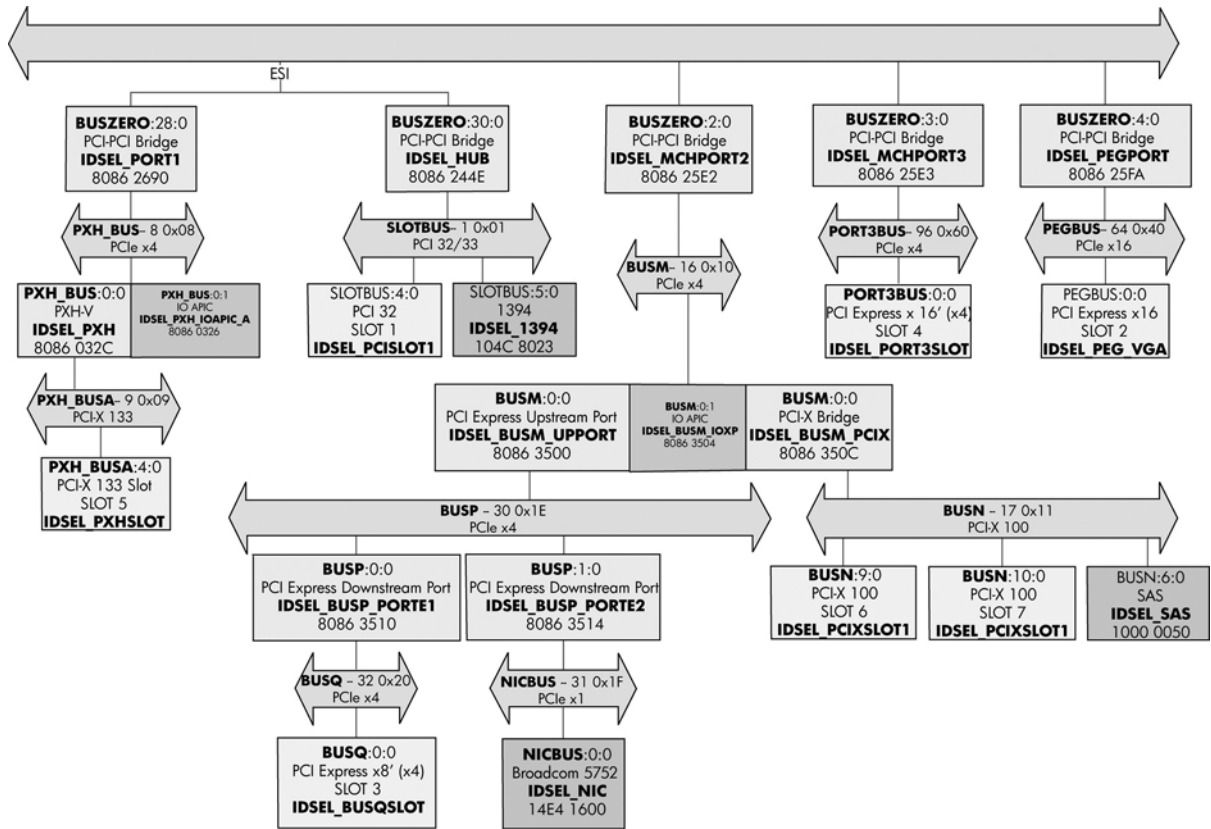 ESI
BUSZERO:28:0
PCI-PCI Bridge
IDSEL_PORT1
8086 2690
BUSZERO:30:0
PCI-PCI Bridge
IDSEL_HUB
8086 244E
BUSZERO:2:0
PCI-PCI Bridge
IDSEL_MCHPORT2
8086 25E2
BUSZERO:3:0
PCI-PCI Bridge
IDSEL_MCHPORT3
8086 25E3
BUSZERO:4:0
PCI-PCI Bridge
IDSEL_PEGPORT
8086 25FA
PXH_BUS– 8 0x08
PCIe x4
SLOTBUS– 1 0x01
PCI 32/33
BUSM– 16 0x10
PCIe x4
PORT3BUS– 96 0x60
PCIe x4
PEGBUS– 64 0x40
PCIe x16
PXH_BUS:0:0
PXH-V
IDSEL_PXH
8086 032C
PXH_BUS:0:1
IO APIC
IDSEL_PXH_IOAPIC_A
8086 0326
SLOTBUS:4:0
PCI 32
SLOT 1
IDSEL_PCISLOT1
SLOTBUS:5:0
1394
IDSEL_1394
104C 8023
PORT3BUS:0:0
PCI Express x 16' (x4)
SLOT 4
IDSEL_PORT3SLOT
PEGBUS:0:0
PCI Express x16
SLOT 2
IDSEL_PEG_VGA
PXH_BUSA– 9 0x09
PCI-X 133
PXH_BUSA:4:0
PCI-X 133 Slot
SLOT 5
IDSEL_PXHSLOT
BUSM:0:0
PCI Express Upstream Port
IDSEL_BUSM_UPPORT
8086 3500
BUSM:0:1
IO APIC
IDSEL_BUSM_IOXP
8086 3504
BUSM:0:0
PCI-X Bridge
IDSEL_BUSM_PCIX
8086 350C
BUSP – 30 0x1E
PCIe x4
BUSN – 17 0x11
PCI-X 100
BUSP:0:0
PCI Express Downstream Port
IDSEL_BUSP_PORTE1
8086 3510
BUSP:1:0
PCI Express Downstream Port
IDSEL_BUSP_PORTE2
8086 3514
BUSN:9:0
PCI-X 100
SLOT 6
IDSEL_PCIXSLOT1
BUSN:10:0
PCI-X 100
SLOT 7
IDSEL_PCIXSLOT1
BUSN:6:0
SAS
IDSEL_SAS
1000 0050
BUSQ – 32 0x20
PCIe x4
NICBUS – 31 0x1F
PCIe x1
BUSQ:0:0
PCI Express x8' (x4)
SLOT 3
IDSEL_BUSQSLOT
NICBUS:0:0
Broadcom 5752
IDSEL_NIC
14E4 1600